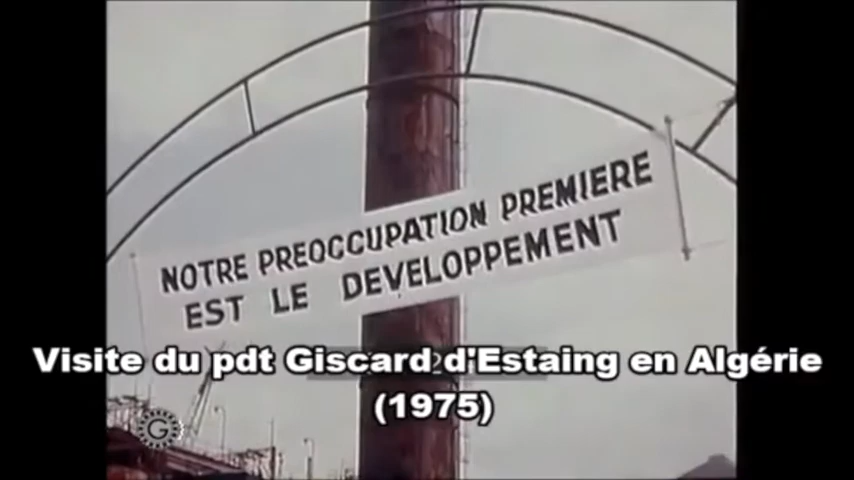 NOTRE PREOCCUPATION PREMIERE
EST LE DEVELOPPEMENT
Visite du pdt Giscard d'Estaing en Algérie
(1975)
G